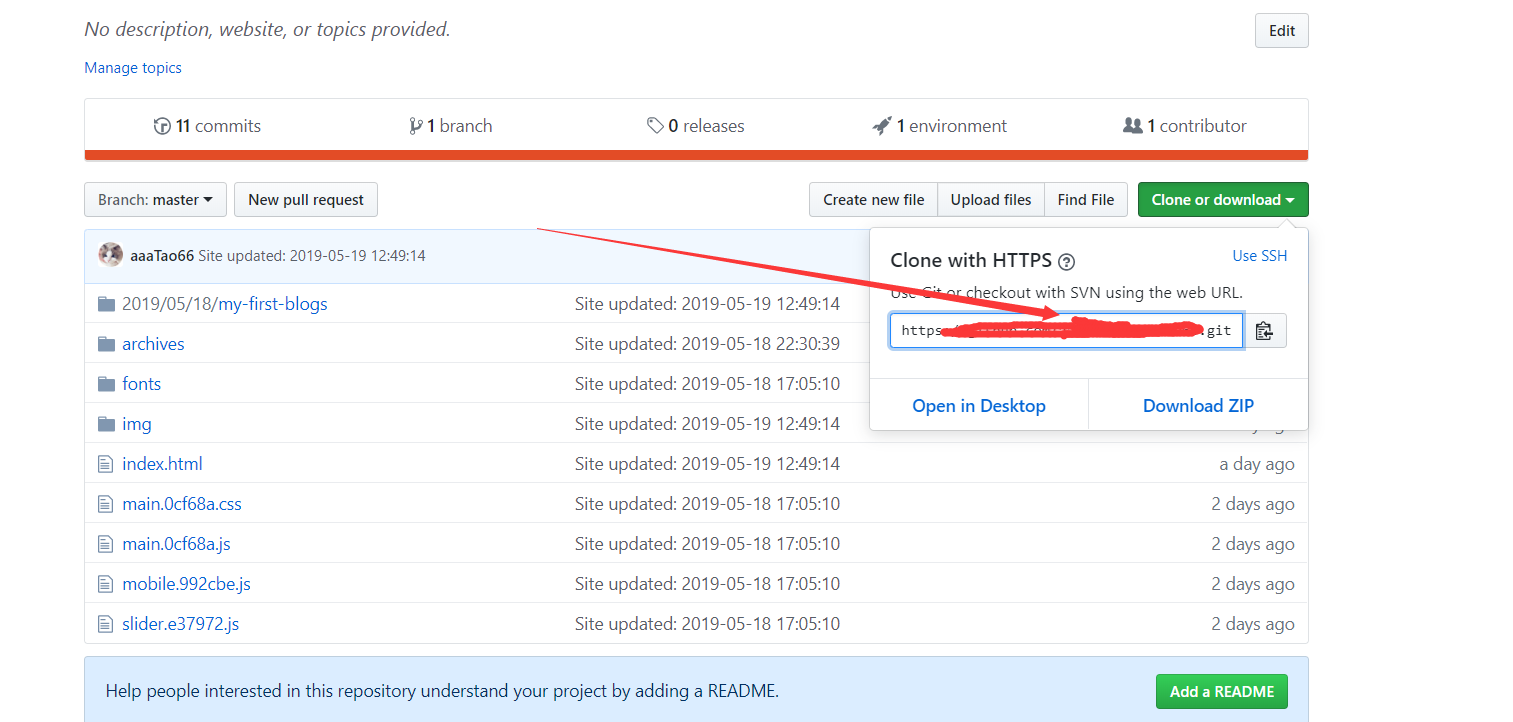 No description, website, or topics provided.
Edit
Manage topics
11 commits
1 branch
0 releases
1 environment
1 contributor
Branch: master
New pull request
Create new file
Upload files
Find File
Clone or download
aaaTao66 Site updated: 2019-05-19 12:49:14
Clone with HTTPS
Use SSH
Use Git or checkout with SVN using the web URL.
https .git
Open in Desktop
Download ZIP
2019/05/18/my-first-blogs Site updated: 2019-05-19 12:49:14
archives Site updated: 2019-05-18 22:30:39
fonts Site updated: 2019-05-18 17:05:10
img Site updated: 2019-05-19 12:49:14
index.html Site updated: 2019-05-19 12:49:14 a day ago
main.0cf68a.css Site updated: 2019-05-18 17:05:10 2 days ago
main.0cf68a.js Site updated: 2019-05-18 17:05:10 2 days ago
mobile.992cbe.js Site updated: 2019-05-18 17:05:10 2 days ago
slider.e37972.js Site updated: 2019-05-18 17:05:10 2 days ago
Help people interested in this repository understand your project by adding a README.
Add a README